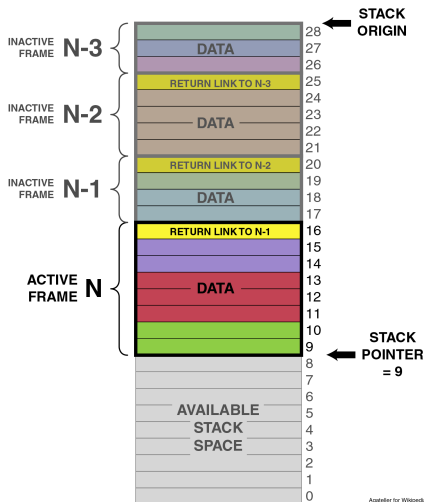 STACK
ORIGIN
INACTIVE
FRAME N-3
28
27
26
DATA
INACTIVE
FRAME N-2
RETURN LINK TO N-3
25
24
23
22
21
DATA
INACTIVE
FRAME N-1
RETURN LINK TO N-2
20
19
18
17
DATA
ACTIVE
FRAME N
RETURN LINK TO N-1
16
15
14
13
12
11
10
9
DATA
STACK
POINTER
= 9
8
7
6
5
4
3
2
1
0
AVAILABLE
STACK
SPACE
Agateller for Wikipedi